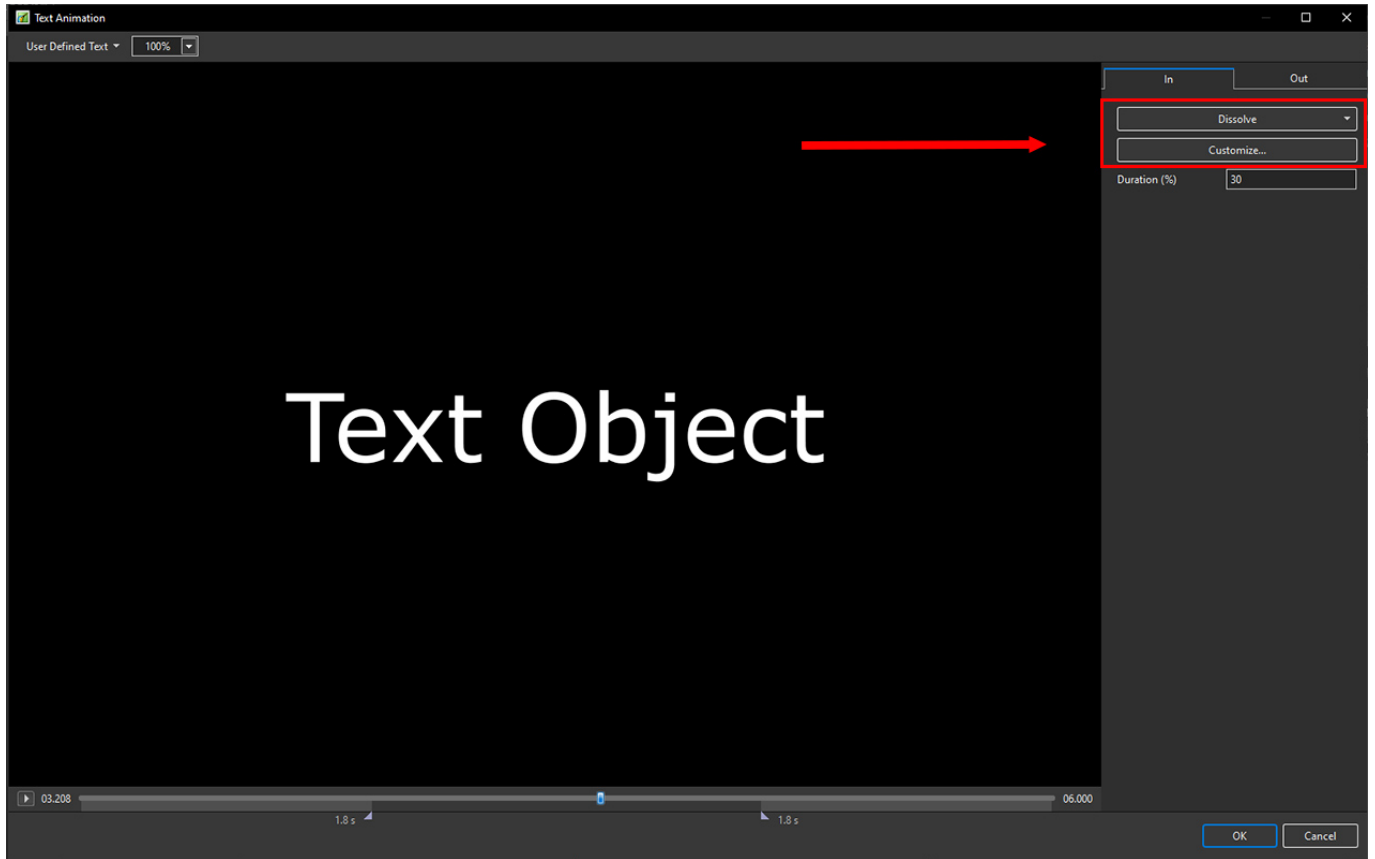 Text Animation
User Defined Text 100%
In Out
Dissolve
Customize...
Duration (%) 30
Text Object
03.208 06.000
1.8 s 1.8 s
OK Cancel